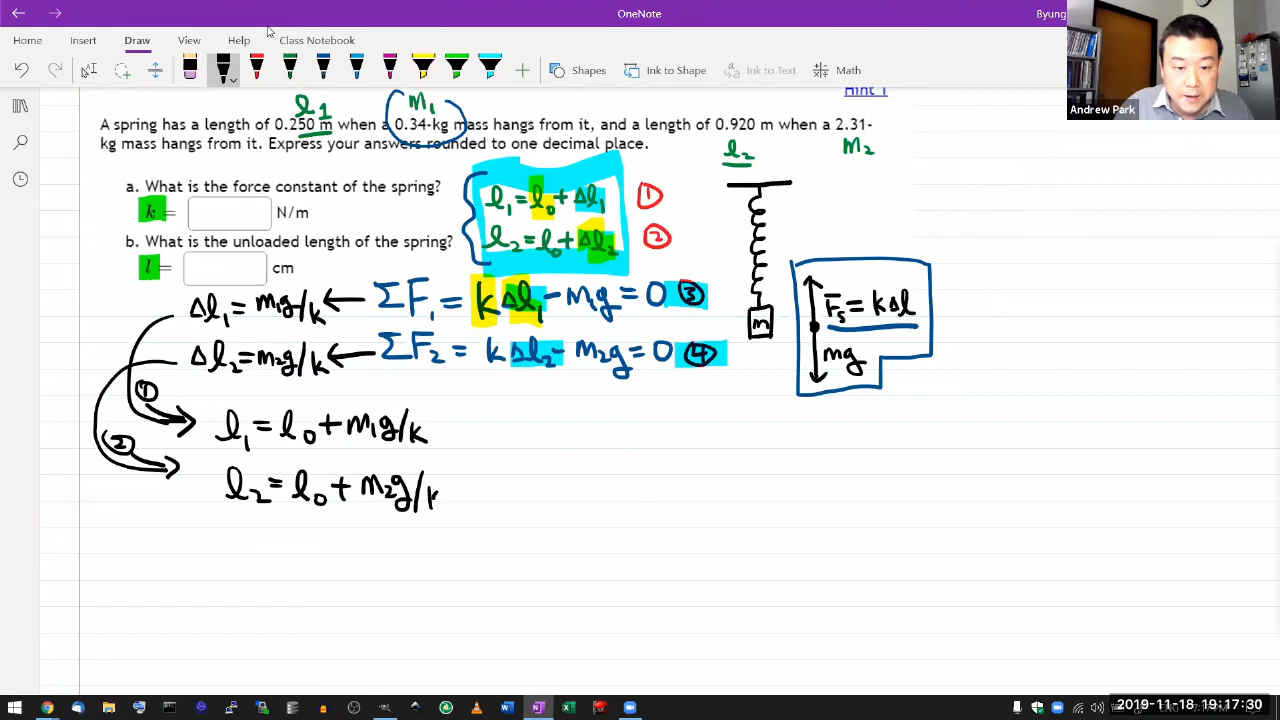 OneNote
Byung
Home Insert Draw View Help Class Notebook
Shapes Ink to Shape Ink to Text Math
Andrew Park
Hint 1
l1 m1
A spring has a length of 0.250 m when a 0.34-kg mass hangs from it, and a length of 0.920 m when a 2.31-
kg mass hangs from it. Express your answers rounded to one decimal place.
l2 m2
a. What is the force constant of the spring?
k = N/m
b. What is the unloaded length of the spring?
l = cm
l1 = l0 + Δl1 ①
l2 = l0 + Δl2 ②
Δl1 = m1g/k ← ΣF1 = kΔl1 - m1g = 0 ③
Δl2 = m2g/k ← ΣF2 = kΔl2 - m2g = 0 ④
m
Fs = kΔl
mg
① l1 = l0 + m1g/k
② l2 = l0 + m2g/k
2019-11-18 19:17:30